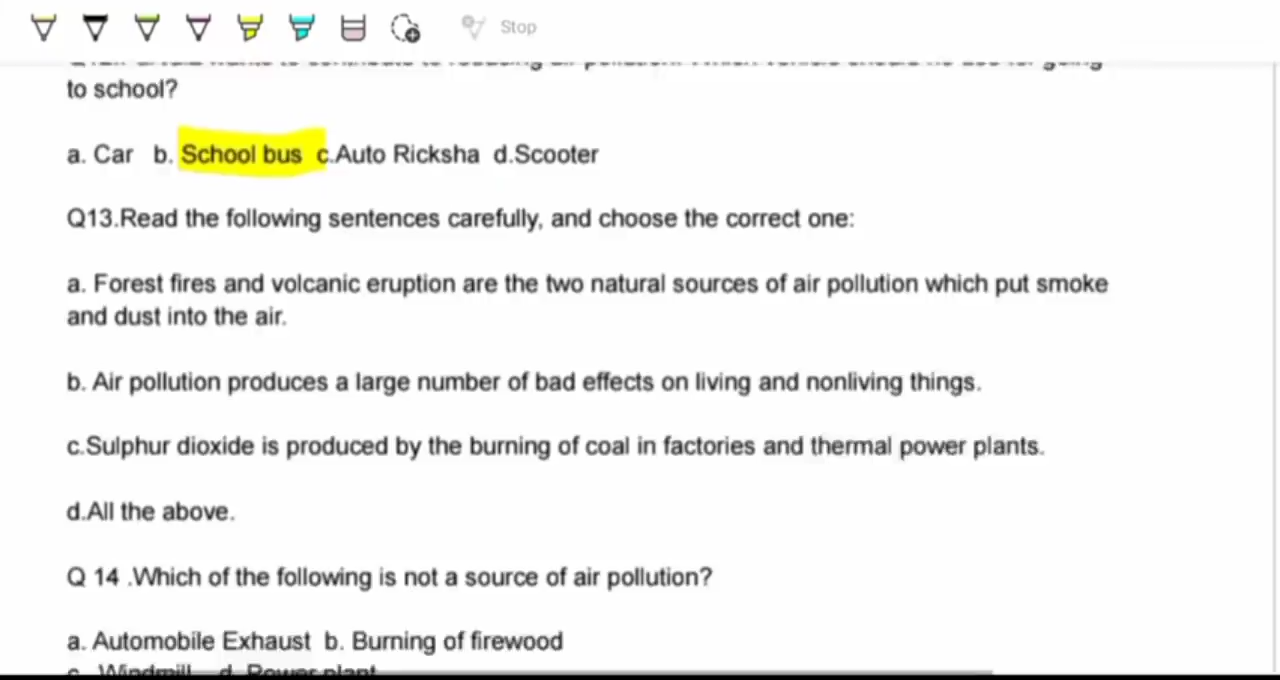 Stop
to school?
a. Car b. School bus c.Auto Ricksha d.Scooter
Q13.Read the following sentences carefully, and choose the correct one:
a. Forest fires and volcanic eruption are the two natural sources of air pollution which put smoke
and dust into the air.
b. Air pollution produces a large number of bad effects on living and nonliving things.
c.Sulphur dioxide is produced by the burning of coal in factories and thermal power plants.
d.All the above.
Q 14 .Which of the following is not a source of air pollution?
a. Automobile Exhaust b. Burning of firewood
c. Windmill d. Power plant